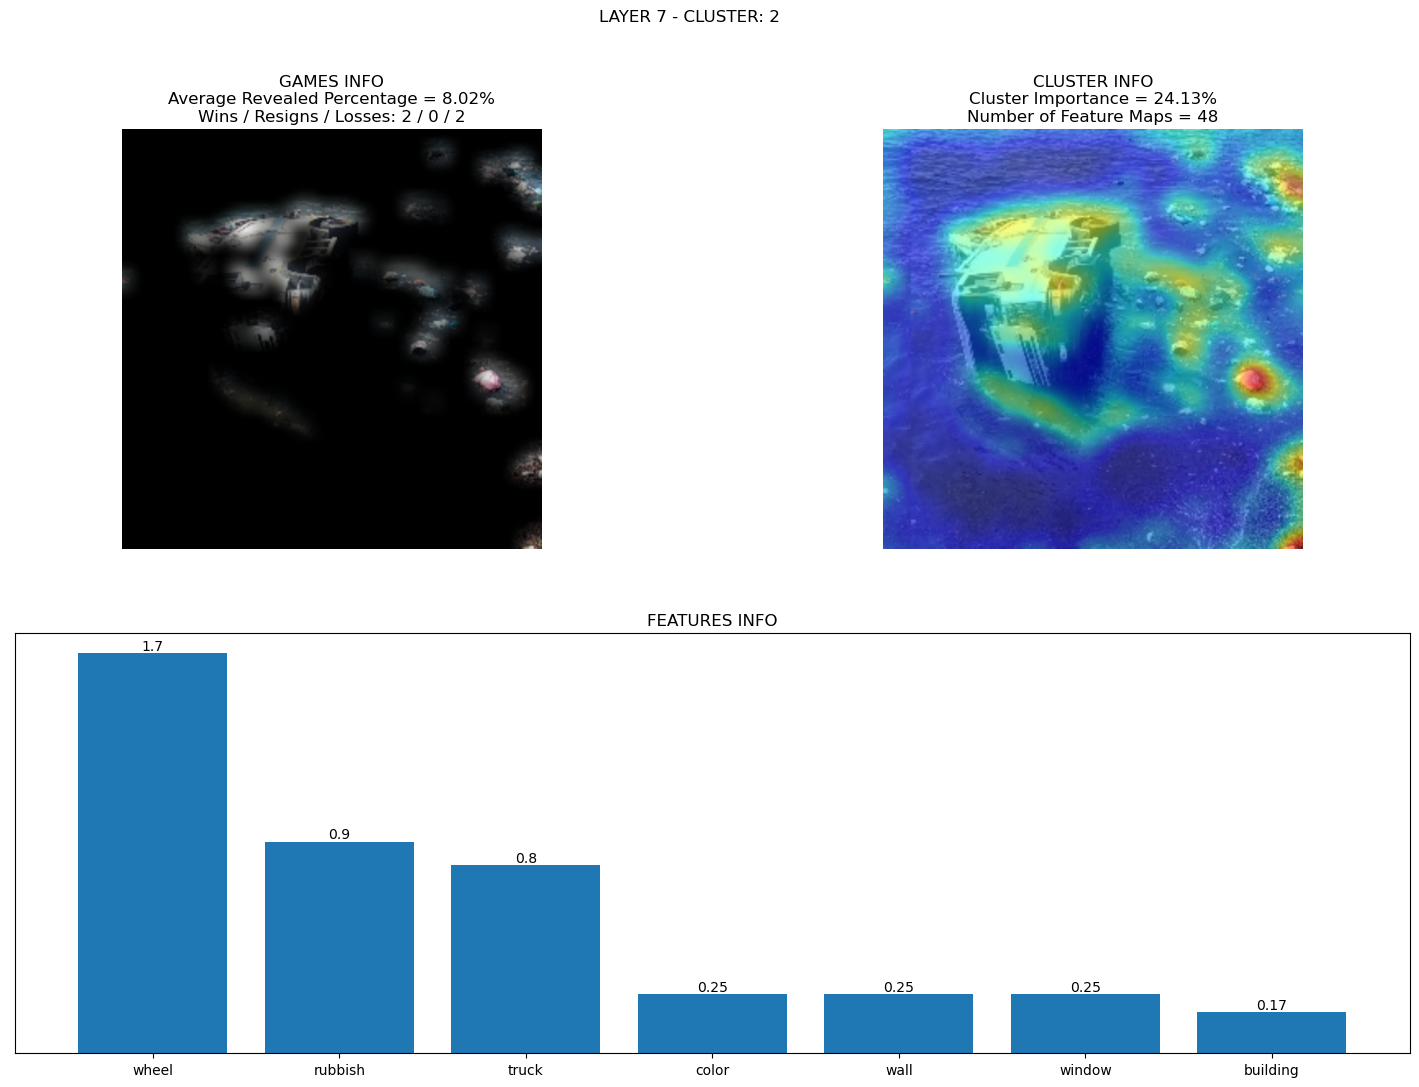 LAYER 7 - CLUSTER: 2
GAMES INFO
Average Revealed Percentage = 8.02%
Wins / Resigns / Losses: 2 / 0 / 2
CLUSTER INFO
Cluster Importance = 24.13%
Number of Feature Maps = 48
FEATURES INFO
1.7
0.9
0.8
0.25
0.25
0.25
0.17
wheel
rubbish
truck
color
wall
window
building